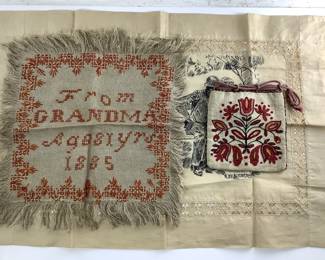 From
GRANDMA
Aged 81 yrs
1885